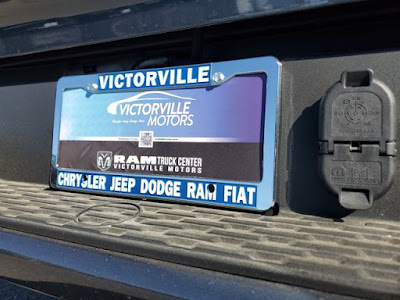 VICTORVILLE
VICTORVILLE
MOTORS
RAM TRUCK CENTER
VICTORVILLE MOTORS
CHRYSLER JEEP DODGE RAM FIAT